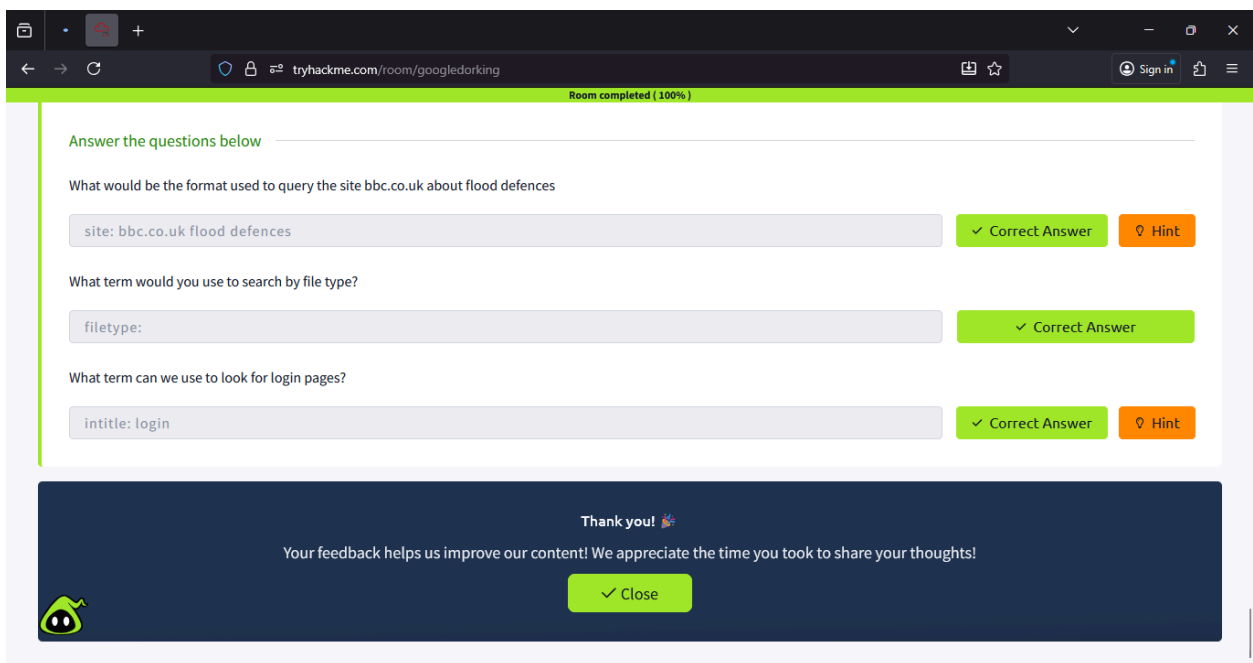 Sign in
tryhackme.com/room/googledorking
Room completed ( 100% )
Answer the questions below
What would be the format used to query the site bbc.co.uk about flood defences
site: bbc.co.uk flood defences
Correct Answer
Hint
What term would you use to search by file type?
filetype:
Correct Answer
What term can we use to look for login pages?
intitle: login
Correct Answer
Hint
Thank you! 🎉
Your feedback helps us improve our content! We appreciate the time you took to share your thoughts!
Close